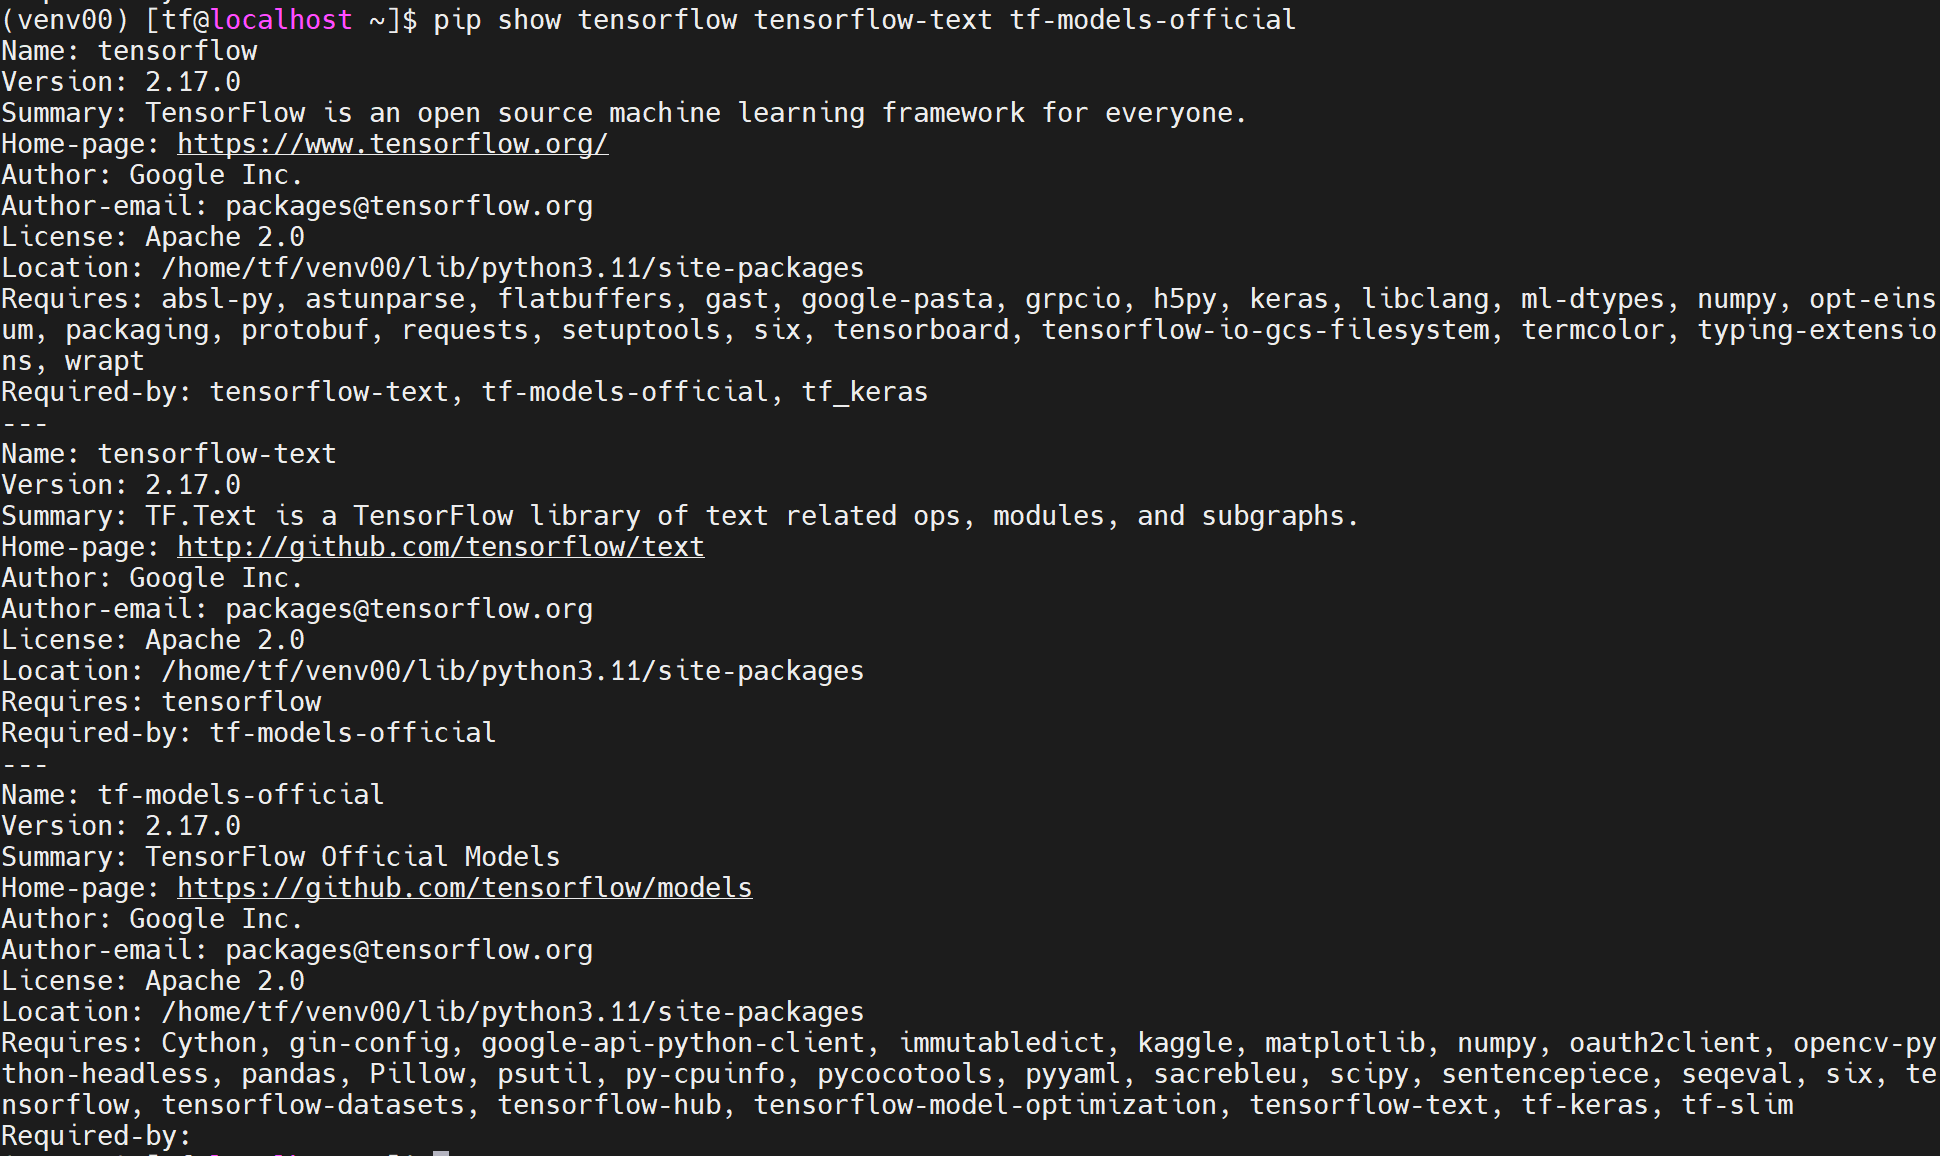 (venv00) [tf@localhost ~]$ pip show tensorflow tensorflow-text tf-models-official
Name: tensorflow
Version: 2.17.0
Summary: TensorFlow is an open source machine learning framework for everyone.
Home-page: https://www.tensorflow.org/
Author: Google Inc.
Author-email: packages@tensorflow.org
License: Apache 2.0
Location: /home/tf/venv00/lib/python3.11/site-packages
Requires: absl-py, astunparse, flatbuffers, gast, google-pasta, grpcio, h5py, keras, libclang, ml-dtypes, numpy, opt-eins
um, packaging, protobuf, requests, setuptools, six, tensorboard, tensorflow-io-gcs-filesystem, termcolor, typing-extensio
ns, wrapt
Required-by: tensorflow-text, tf-models-official, tf_keras
---
Name: tensorflow-text
Version: 2.17.0
Summary: TF.Text is a TensorFlow library of text related ops, modules, and subgraphs.
Home-page: http://github.com/tensorflow/text
Author: Google Inc.
Author-email: packages@tensorflow.org
License: Apache 2.0
Location: /home/tf/venv00/lib/python3.11/site-packages
Requires: tensorflow
Required-by: tf-models-official
---
Name: tf-models-official
Version: 2.17.0
Summary: TensorFlow Official Models
Home-page: https://github.com/tensorflow/models
Author: Google Inc.
Author-email: packages@tensorflow.org
License: Apache 2.0
Location: /home/tf/venv00/lib/python3.11/site-packages
Requires: Cython, gin-config, google-api-python-client, immutabledict, kaggle, matplotlib, numpy, oauth2client, opencv-py
thon-headless, pandas, Pillow, psutil, py-cpuinfo, pycocotools, pyyaml, sacrebleu, scipy, sentencepiece, seqeval, six, te
nsorflow, tensorflow-datasets, tensorflow-hub, tensorflow-model-optimization, tensorflow-text, tf-keras, tf-slim
Required-by: